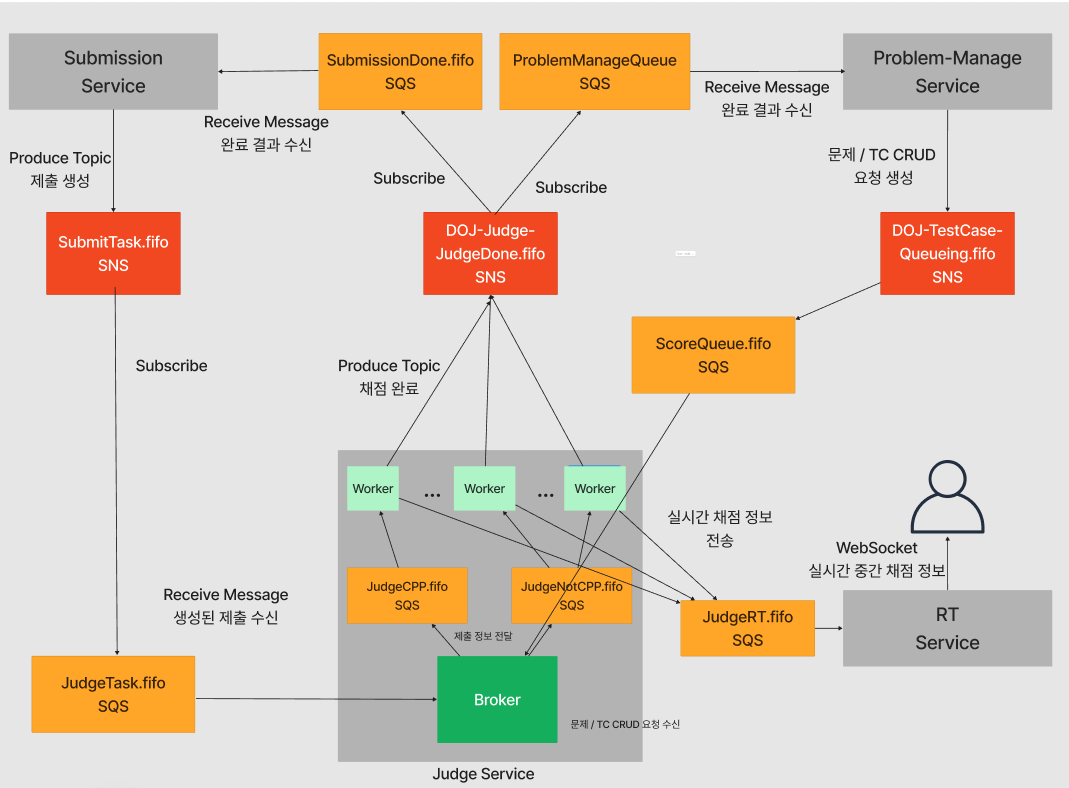 Submission
Service
SubmissionDone.fifo
SQS
ProblemManageQueue
SQS
Problem-Manage
Service
Receive Message
완료 결과 수신
Receive Message
완료 결과 수신
Produce Topic
제출 생성
Subscribe
Subscribe
문제 / TC CRUD
요청 생성
SubmitTask.fifo
SNS
DOJ-Judge-
JudgeDone.fifo
SNS
DOJ-TestCase-
Queueing.fifo
SNS
Subscribe
Produce Topic
채점 완료
ScoreQueue.fifo
SQS
Worker
...
Worker
...
Worker
실시간 채점 정보
전송
WebSocket
실시간 중간 채점 정보
JudgeCPP.fifo
SQS
JudgeNotCPP.fifo
SQS
Receive Message
생성된 제출 수신
제출 정보 전달
JudgeRT.fifo
SQS
RT
Service
JudgeTask.fifo
SQS
Broker
문제 / TC CRUD 요청 수신
Judge Service